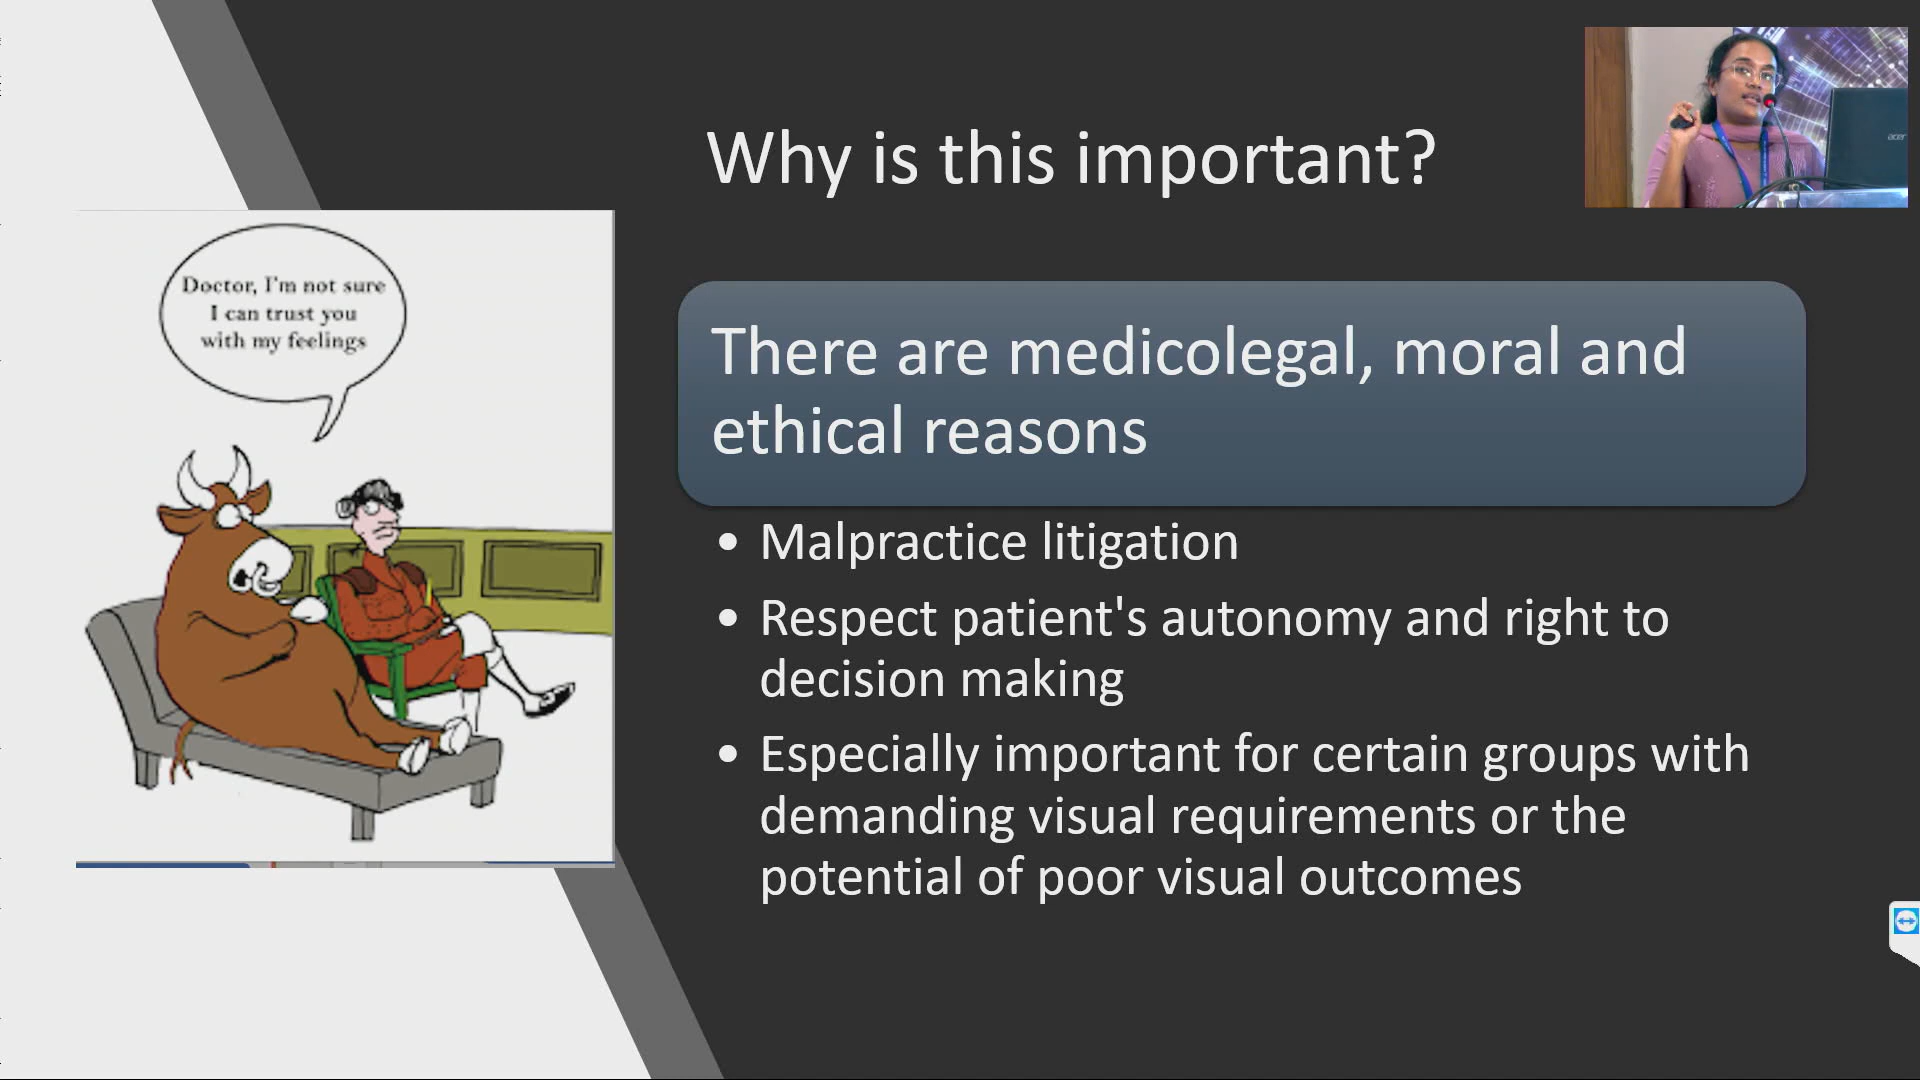 Why is this important?
Doctor, I'm not sure
I can trust you
with my feelings
There are medicolegal, moral and
ethical reasons
• Malpractice litigation
• Respect patient's autonomy and right to
decision making
• Especially important for certain groups with
demanding visual requirements or the
potential of poor visual outcomes
acer